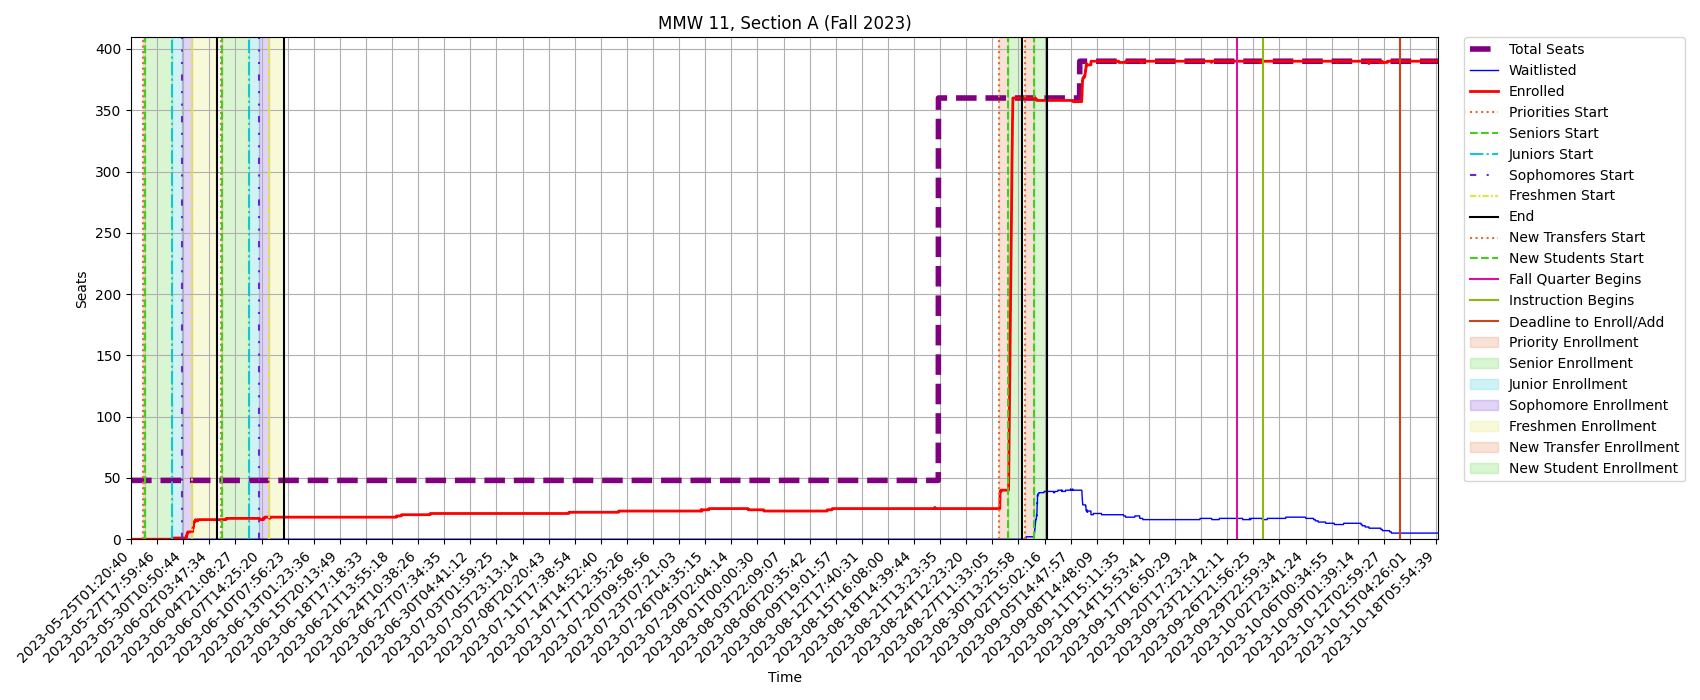 MMW 11, Section A (Fall 2023)
Seats
400
350
300
250
200
150
100
50
0
2023-05-25T01:20:40
2023-05-27T17:59:46
2023-05-30T10:50:44
2023-06-02T03:47:34
2023-06-04T21:08:27
2023-06-07T14:25:20
2023-06-10T07:56:23
2023-06-13T01:23:36
2023-06-15T20:13:49
2023-06-18T17:18:33
2023-06-21T13:55:18
2023-06-24T10:38:26
2023-06-27T07:34:35
2023-06-30T04:41:12
2023-07-03T01:59:25
2023-07-05T23:13:14
2023-07-08T20:20:43
2023-07-11T17:38:54
2023-07-14T14:52:40
2023-07-17T12:35:26
2023-07-20T09:58:56
2023-07-23T07:21:03
2023-07-26T04:35:15
2023-07-29T02:04:14
2023-08-01T00:00:30
2023-08-03T22:09:07
2023-08-06T20:35:42
2023-08-09T19:01:57
2023-08-12T17:40:31
2023-08-15T16:08:00
2023-08-18T14:39:44
2023-08-21T13:23:35
2023-08-24T12:23:20
2023-08-27T11:33:05
2023-08-30T13:25:58
2023-09-02T15:02:16
2023-09-05T14:47:57
2023-09-08T14:48:09
2023-09-11T15:11:35
2023-09-14T15:53:41
2023-09-17T16:50:29
2023-09-20T17:23:24
2023-09-23T21:12:11
2023-09-26T21:56:25
2023-09-29T22:59:34
2023-10-02T23:41:24
2023-10-06T00:34:55
2023-10-09T01:39:14
2023-10-12T02:59:27
2023-10-15T04:26:01
2023-10-18T05:54:39
Time
Total Seats
Waitlisted
Enrolled
Priorities Start
Seniors Start
Juniors Start
Sophomores Start
Freshmen Start
End
New Transfers Start
New Students Start
Fall Quarter Begins
Instruction Begins
Deadline to Enroll/Add
Priority Enrollment
Senior Enrollment
Junior Enrollment
Sophomore Enrollment
Freshmen Enrollment
New Transfer Enrollment
New Student Enrollment